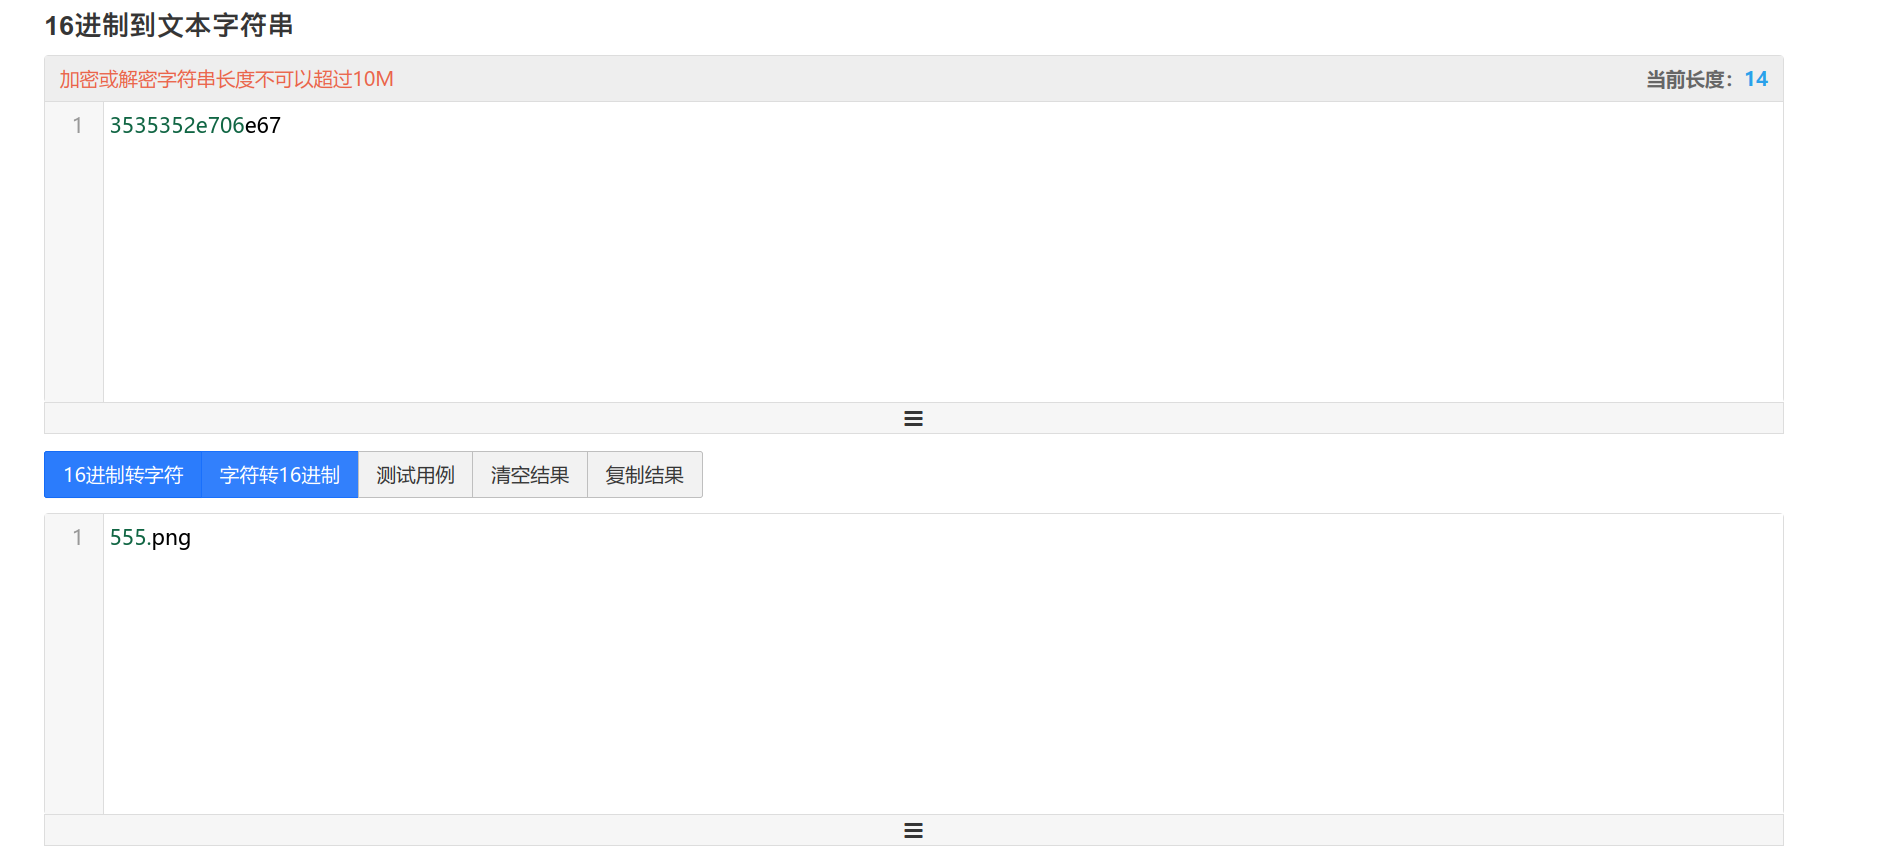 16进制到文本字符串
加密或解密字符串长度不可以超过10M 当前长度：14
1 3535352e706e67
16进制转字符 字符转16进制 测试用例 清空结果 复制结果
1 555.png